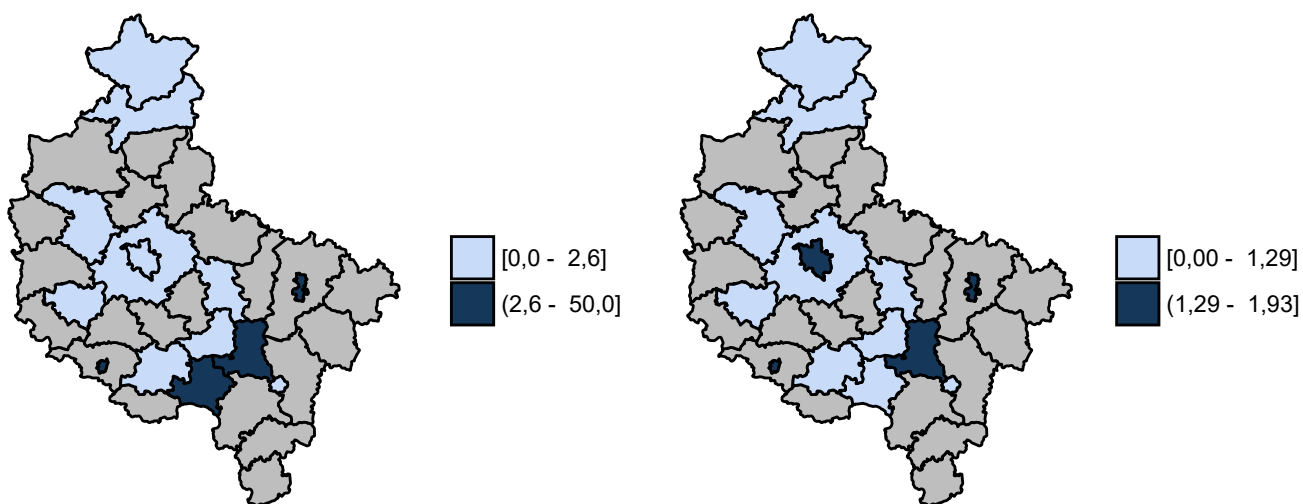 [0,0 - 2,6]
(2,6 - 50,0]
[0,00 - 1,29]
(1,29 - 1,93]